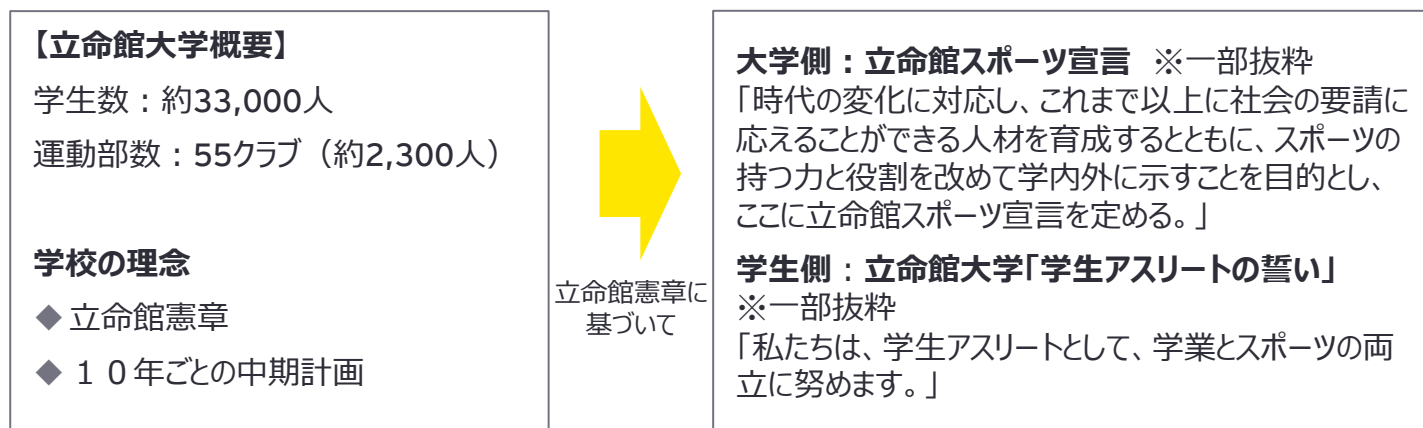 【立命館大学概要】
学生数：約33,000人
運動部数：55クラブ（約2,300人）
学校の理念
◆ 立命館憲章
◆ １０年ごとの中期計画
立命館憲章に
基づいて
大学側：立命館スポーツ宣言 ※一部抜粋
「時代の変化に対応し、これまで以上に社会の要請に
応えることができる人材を育成するとともに、スポーツの
持つ力と役割を改めて学内外に示すことを目的とし、
ここに立命館スポーツ宣言を定める。」
学生側：立命館大学「学生アスリートの誓い」
※一部抜粋
「私たちは、学生アスリートとして、学業とスポーツの両
立に努めます。」